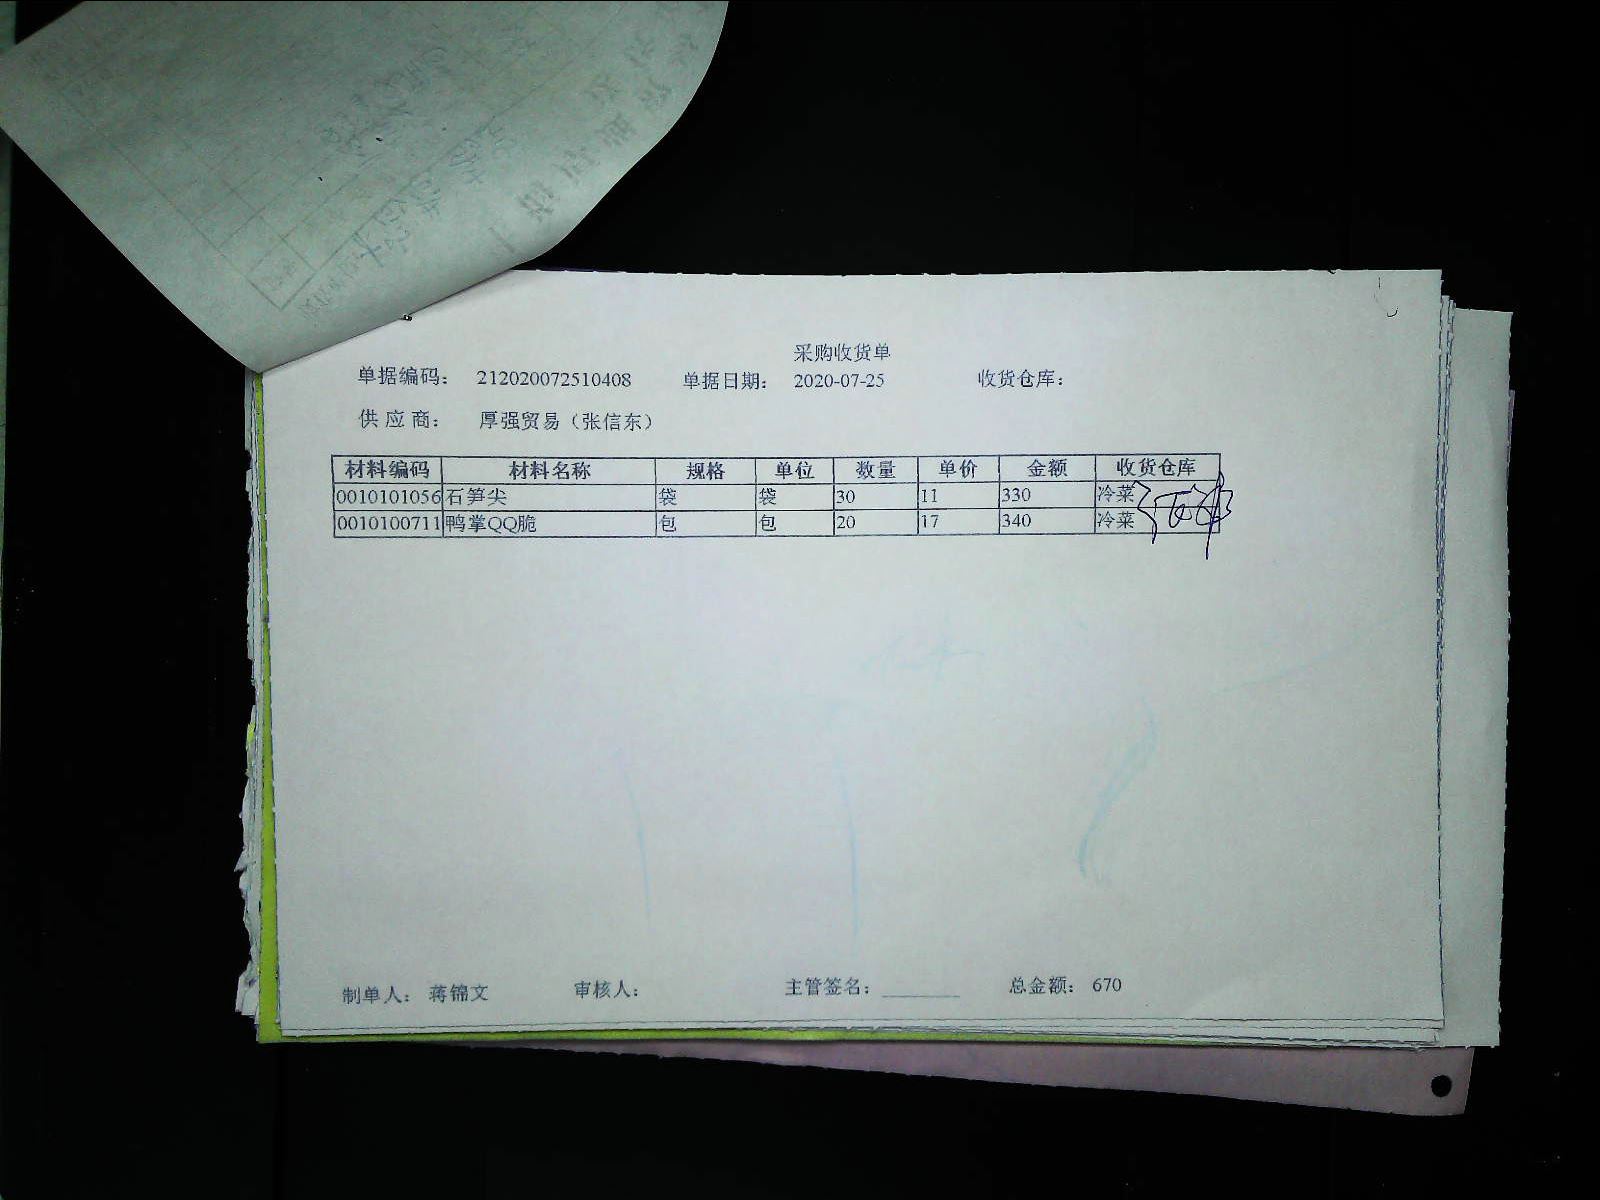 采购收货单
单据编码： 212020072510408 单据日期： 2020-07-25 收货仓库：
供 应 商： 厚强贸易（张信东）
材料编码 材料名称 规格 单位 数量 单价 金额 收货仓库
0010101056 石笋尖 袋 袋 30 11 330 冷菜
0010100711 鸭掌QQ脆 包 包 20 17 340 冷菜
制单人： 蒋锦文 审核人： 主管签名： 总金额： 670